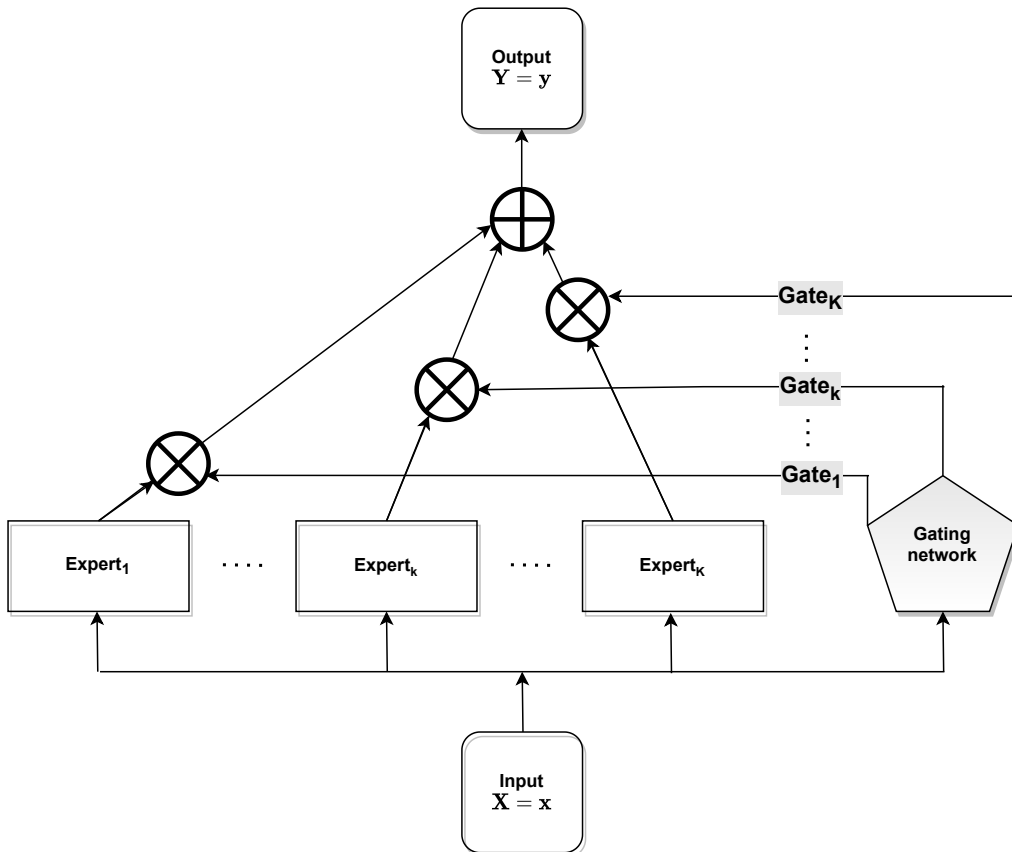 Output
Y = y
Gate_K
Gate_k
Gate_1
Expert_1
Expert_k
Expert_K
Gating
network
Input
X = x